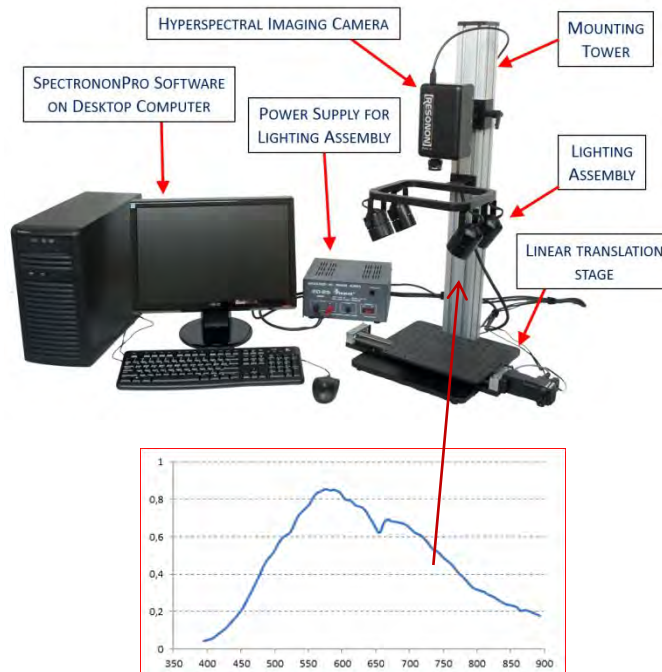 HYPERSPECTRAL IMAGING CAMERA
MOUNTING
TOWER
SPECTRONONPRO SOFTWARE
ON DESKTOP COMPUTER
POWER SUPPLY FOR
LIGHTING ASSEMBLY
[RESONON]
LIGHTING
ASSEMBLY
LINEAR TRANSLATION
STAGE
1
0,8
0,6
0,4
0,2
0
350 400 450 500 550 600 650 700 750 800 850 900